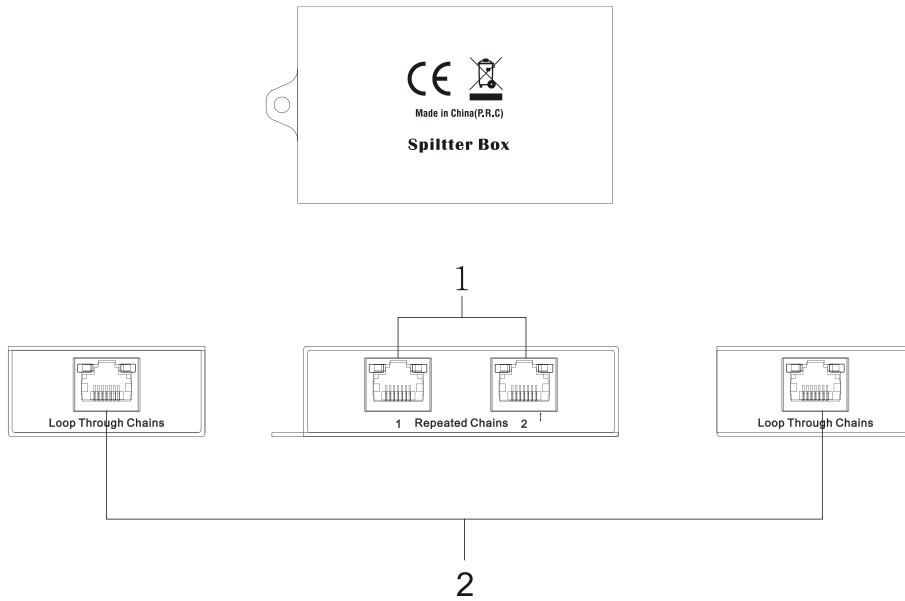 CE
Made in China(P.R.C)
Spiltter Box
1
Loop Through Chains
1 Repeated Chains 2
Loop Through Chains
2